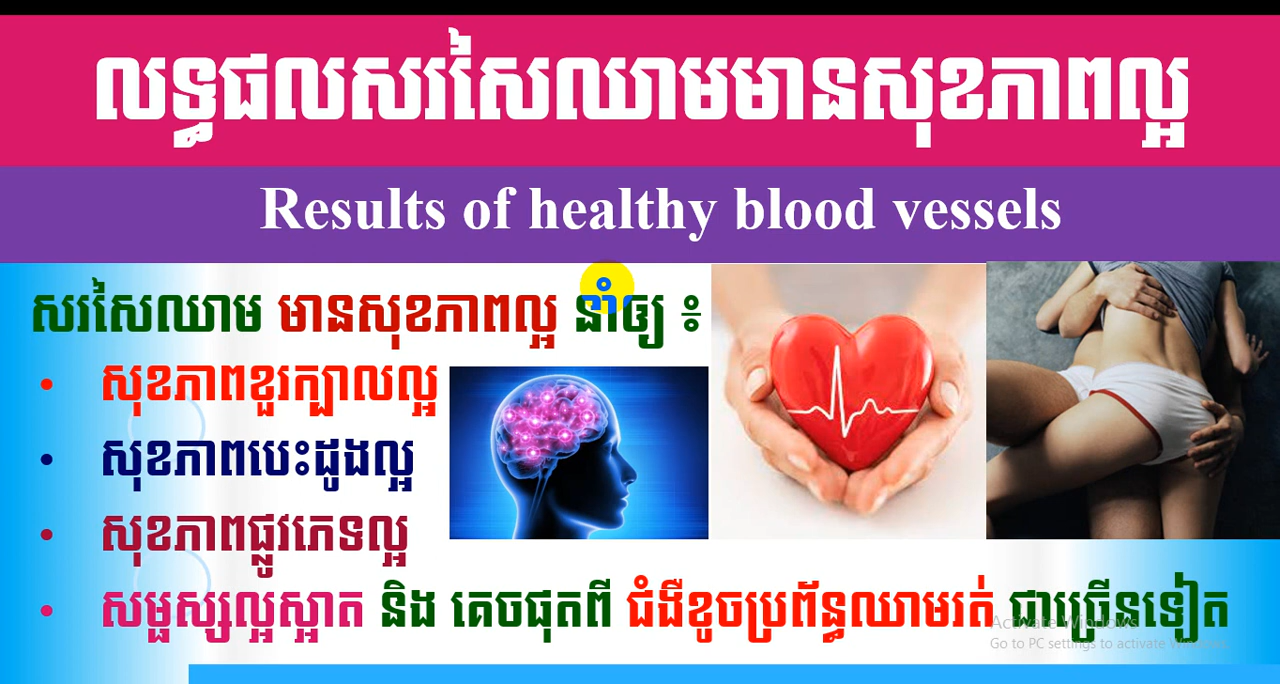 លទ្ធផលសរសៃឈាមមានសុខភាពល្អ
Results of healthy blood vessels
សរសៃឈាម មានសុខភាពល្អ នាំឲ្យ ៖
• សុខភាពខួរក្បាលល្អ
• សុខភាពបេះដូងល្អ
• សុខភាពផ្លូវភេទល្អ
• សម្ផស្សល្អស្អាត និង គេចផុតពី ជំងឺខូចប្រព័ន្ធឈាមរត់ ជាច្រើនទៀត
Activate Windows
Go to PC settings to activate Windows.